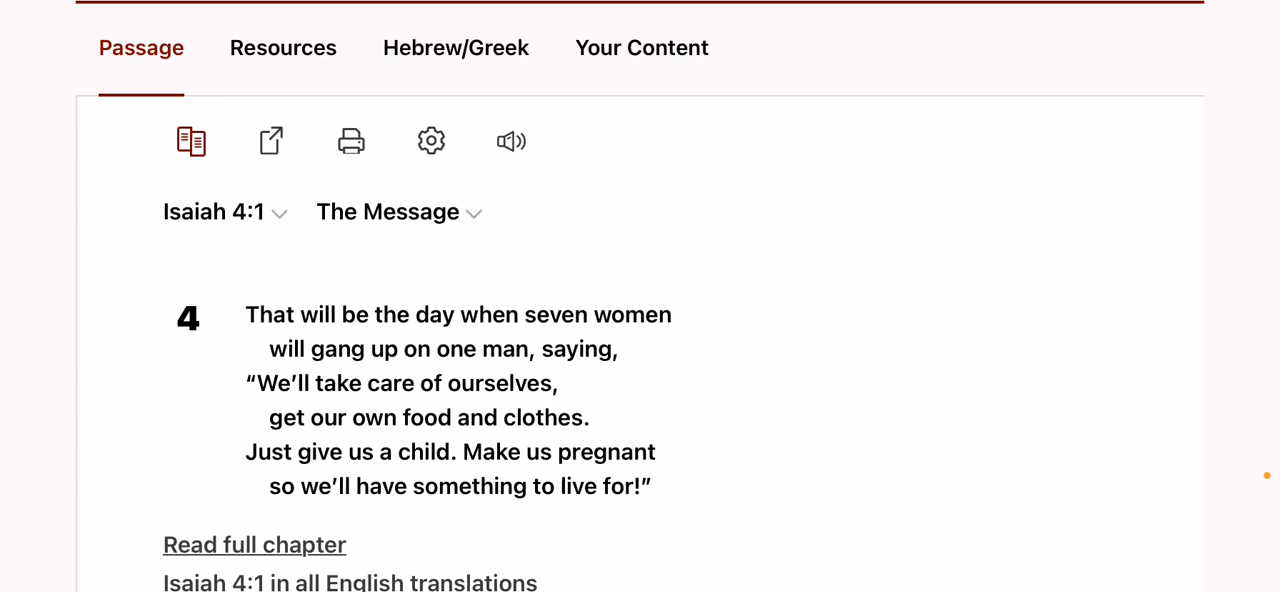 Passage Resources Hebrew/Greek Your Content
Isaiah 4:1 The Message
4 That will be the day when seven women
will gang up on one man, saying,
“We’ll take care of ourselves,
get our own food and clothes.
Just give us a child. Make us pregnant
so we’ll have something to live for!”
Read full chapter
Isaiah 4:1 in all English translations